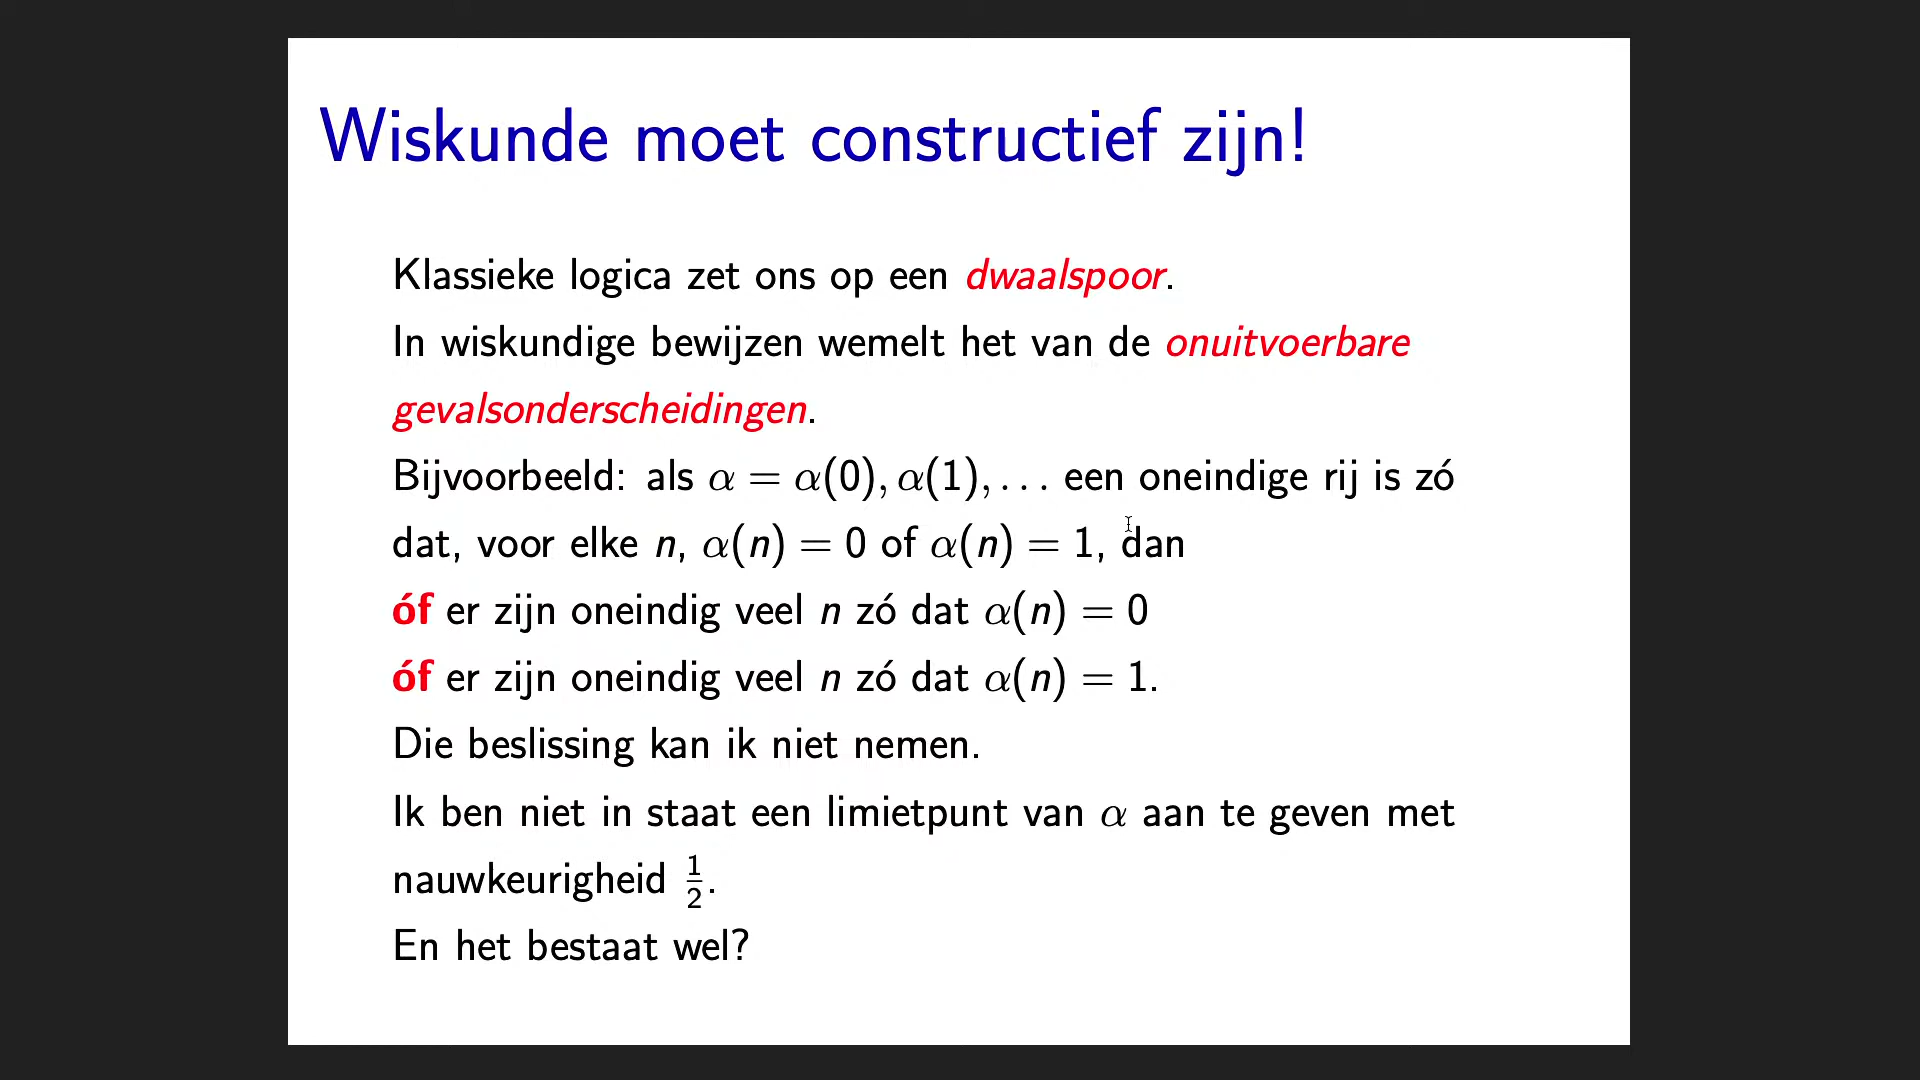 Wiskunde moet constructief zijn!
Klassieke logica zet ons op een dwaalspoor.
In wiskundige bewijzen wemelt het van de onuitvoerbare
gevalsonderscheidingen.
Bijvoorbeeld: als α = α(0), α(1), . . . een oneindige rij is zó
dat, voor elke n, α(n) = 0 of α(n) = 1, dan
óf er zijn oneindig veel n zó dat α(n) = 0
óf er zijn oneindig veel n zó dat α(n) = 1.
Die beslissing kan ik niet nemen.
Ik ben niet in staat een limietpunt van α aan te geven met
nauwkeurigheid 1/2.
En het bestaat wel?